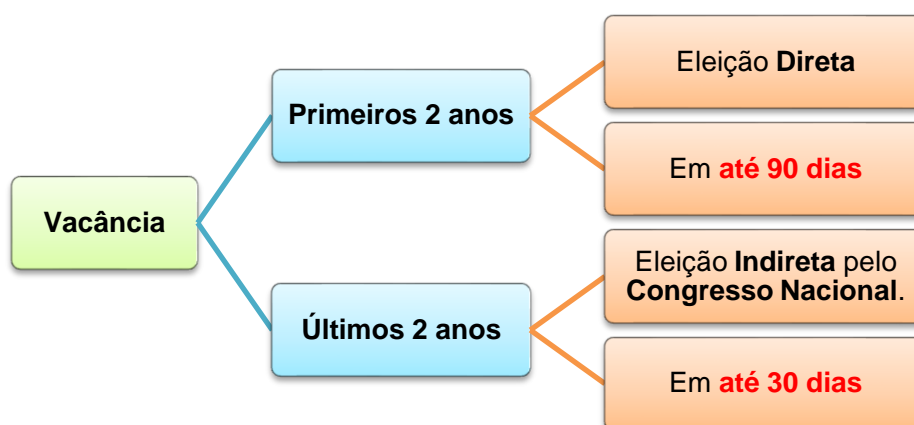 Vacância
Primeiros 2 anos
Eleição Direta
Em até 90 dias
Últimos 2 anos
Eleição Indireta pelo
Congresso Nacional.
Em até 30 dias